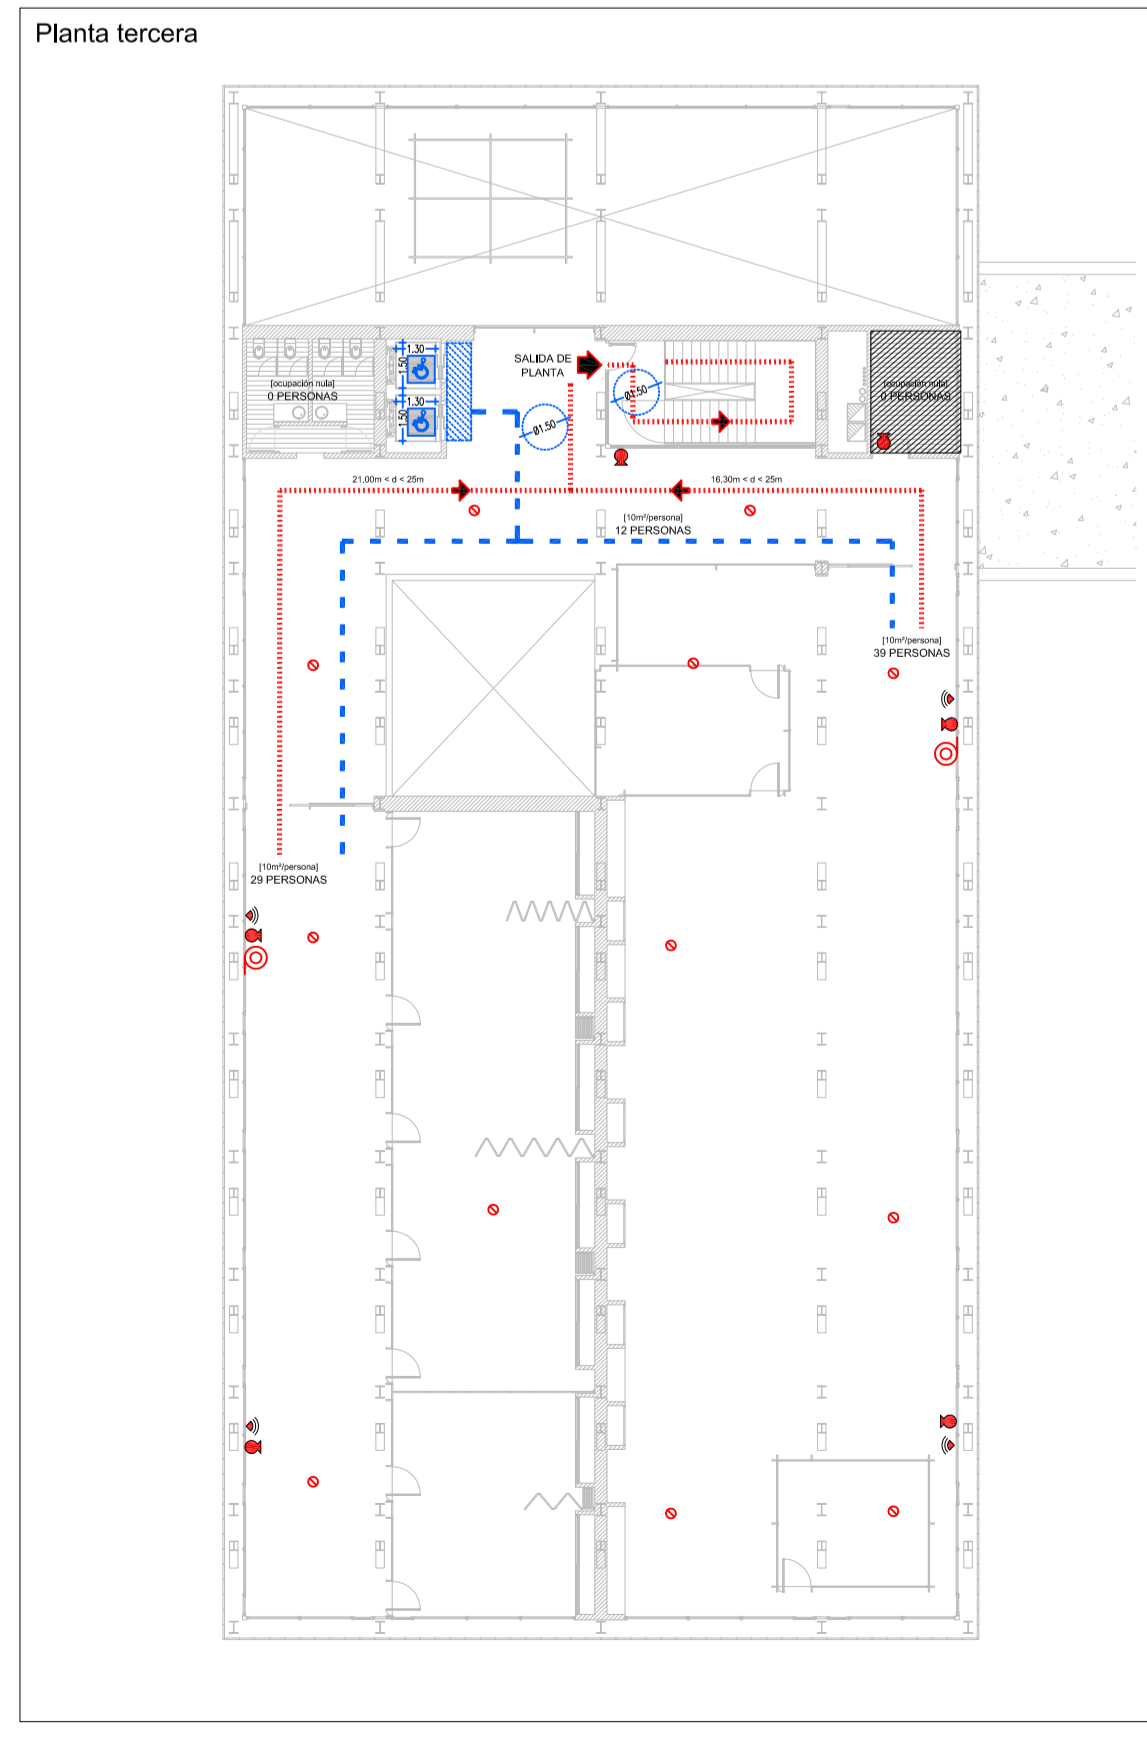 Planta tercera
1.30
1.50
SALIDA DE
PLANTA
Ø1.50
[ocupación nula]
0 PERSONAS
[ocupación nula]
0 PERSONAS
1.30
1.50
Ø1.50
21,00m < d < 25m
16,30m < d < 25m
[10m²/persona]
12 PERSONAS
[10m²/persona]
39 PERSONAS
[10m²/persona]
29 PERSONAS